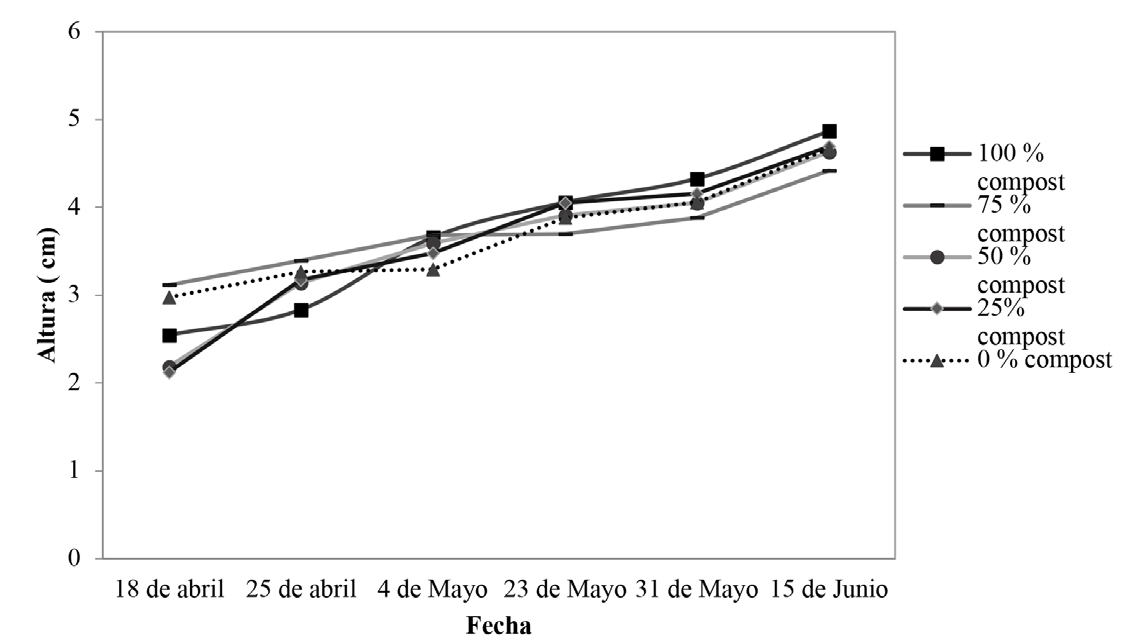 6
5
4
3
2
1
0
Altura ( cm)
18 de abril
25 de abril
4 de Mayo
23 de Mayo
31 de Mayo
15 de Junio
Fecha
100 %
compost
75 %
compost
50 %
compost
25%
compost
0 % compost